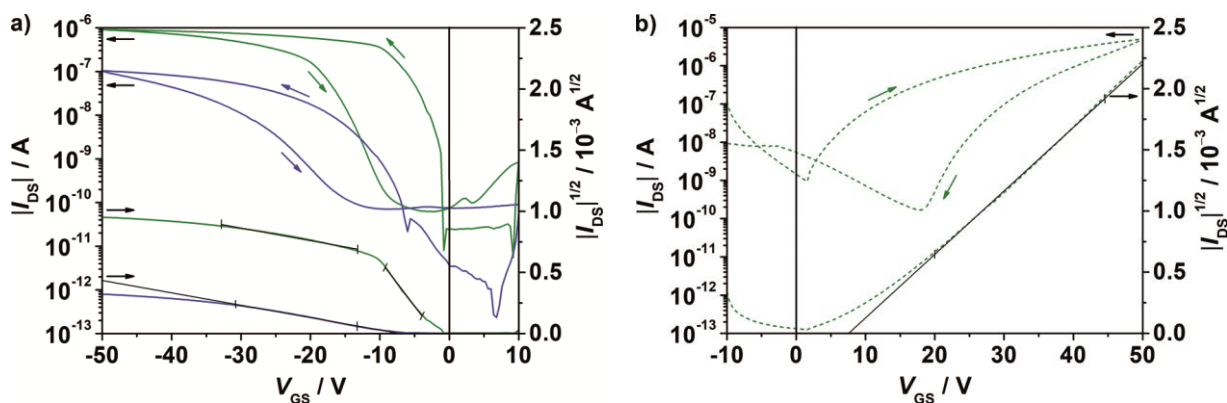 a)
10⁻⁶
10⁻⁷
10⁻⁸
10⁻⁹
10⁻¹⁰
10⁻¹¹
10⁻¹²
10⁻¹³
|I_DS| / A
-50 -40 -30 -20 -10 0 10
V_GS / V
2.5
2.0
1.5
1.0
0.5
0.0
|I_DS|^1/2 / 10⁻³ A^1/2
b)
10⁻⁵
10⁻⁶
10⁻⁷
10⁻⁸
10⁻⁹
10⁻¹⁰
10⁻¹¹
10⁻¹²
10⁻¹³
|I_DS| / A
-10 0 10 20 30 40 50
V_GS / V
2.5
2.0
1.5
1.0
0.5
0.0
|I_DS|^1/2 / 10⁻³ A^1/2